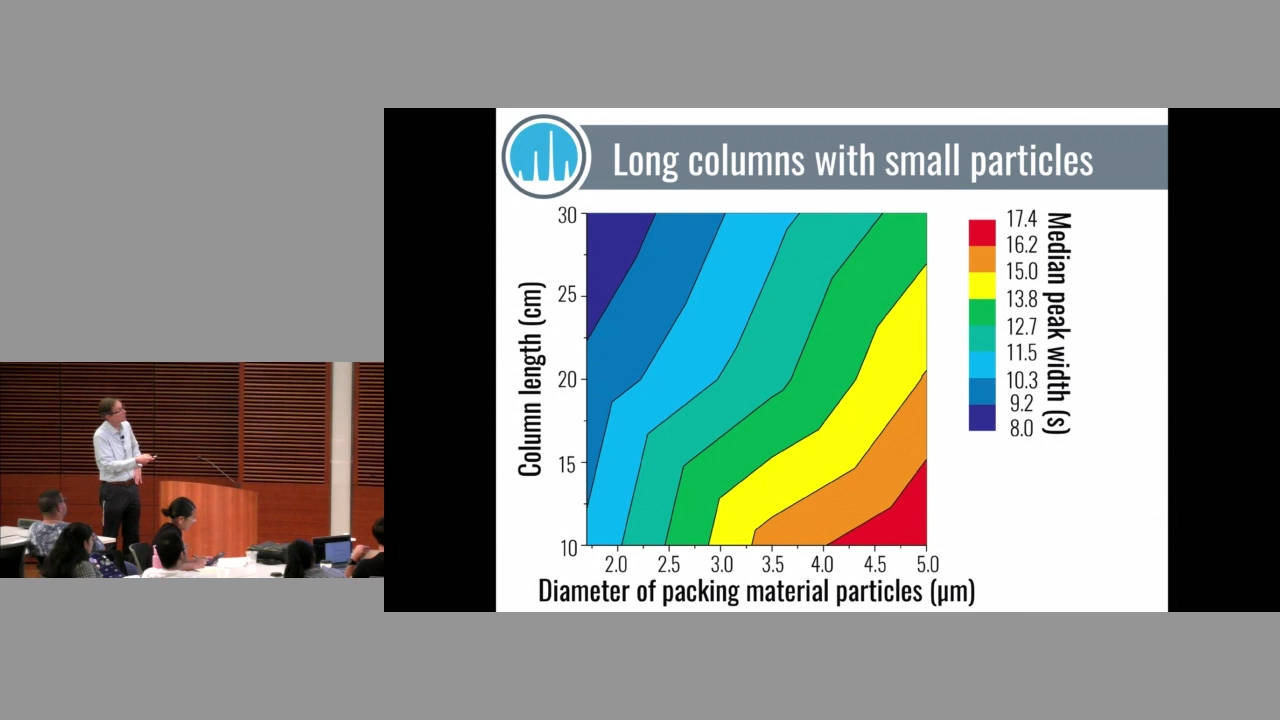 Long columns with small particles
30
25
20
15
10
Column length (cm)
2.0 2.5 3.0 3.5 4.0 4.5 5.0
Diameter of packing material particles (µm)
17.4
16.2
15.0
13.8
12.7
11.5
10.3
9.2
8.0
Median peak width (s)